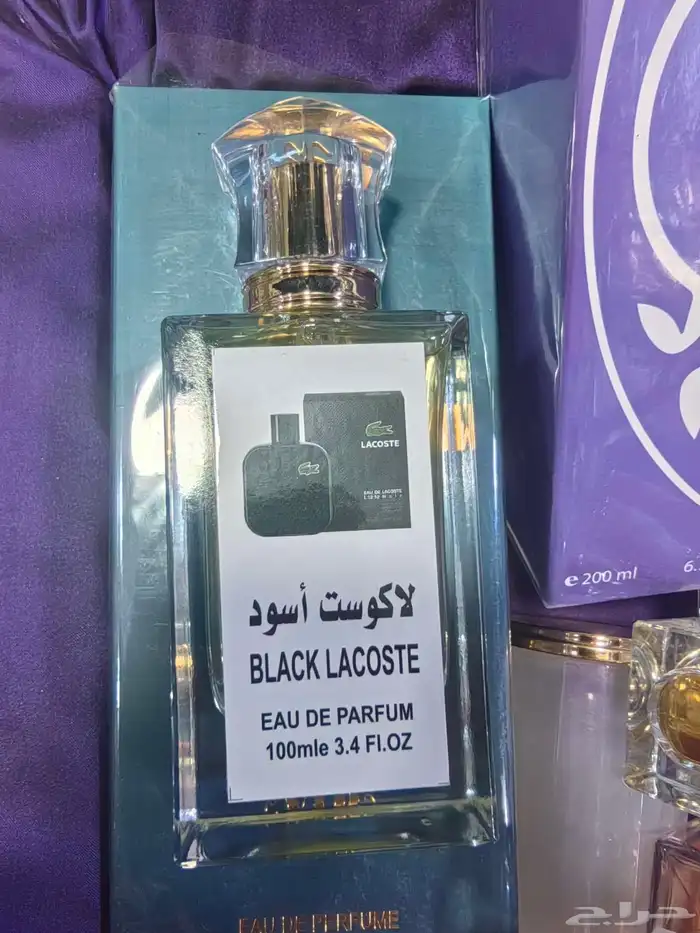 LACOSTE
EAU DE LACOSTE
لاكوست أسود
BLACK LACOSTE
EAU DE PARFUM
100mle 3.4 Fl.OZ
EAU DE PERFUME
e 200 ml
6.
حراج